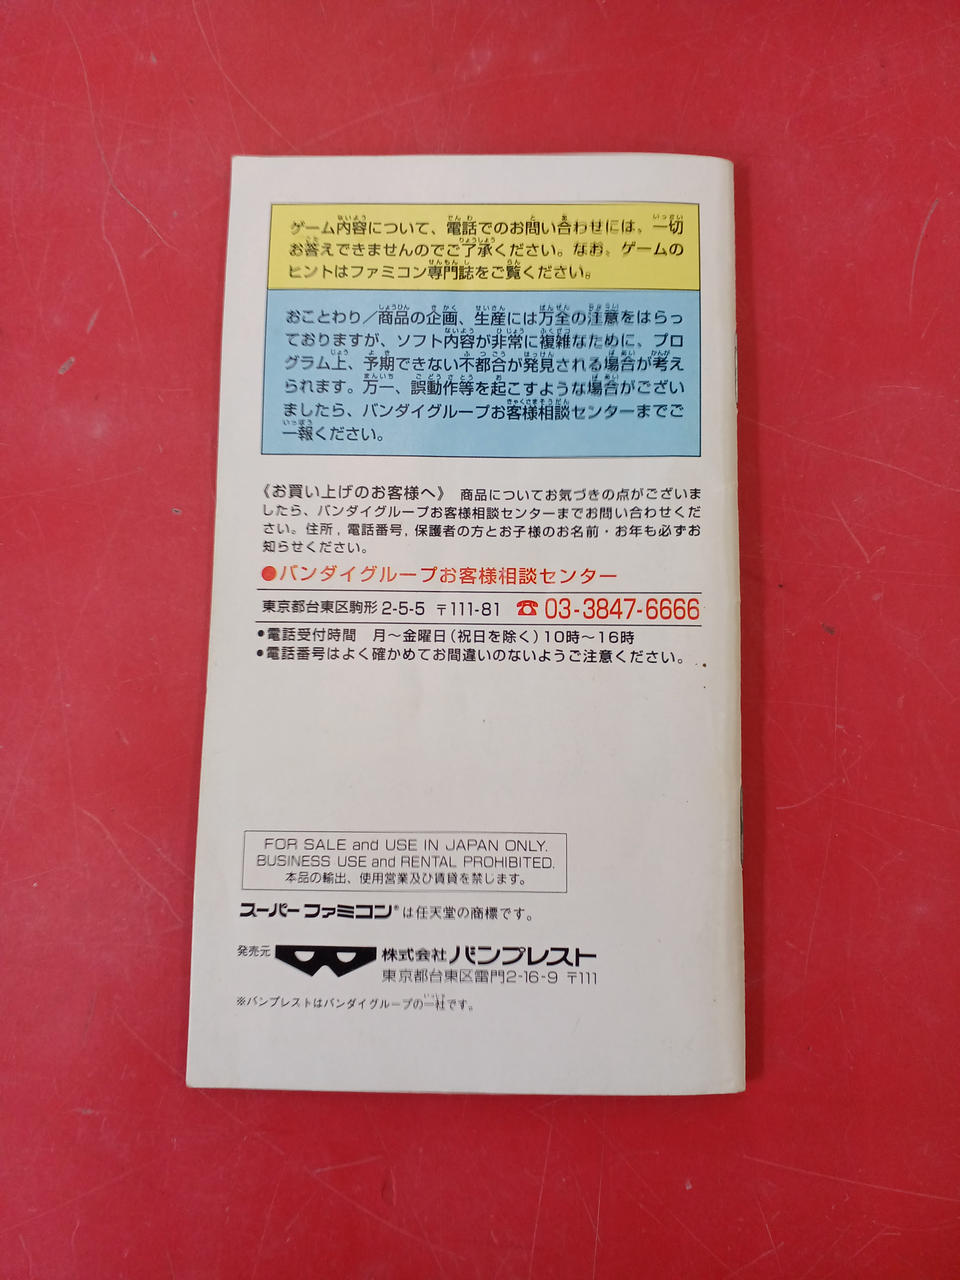 ゲーム内容について、電話でのお問い合わせには、一切
お答えできませんのでご了承ください。なお、ゲームの
ヒントはファミコン専門誌をご覧ください。
おことわり／商品の企画、生産には万全の注意をはらっ
ておりますが、ソフト内容が非常に複雑なために、プロ
グラム上、予期できない不都合が発見される場合が考え
られます。万一、誤動作等を起こすような場合がござい
ましたら、バンダイグループお客様相談センターまでご
一報ください。
《お買い上げのお客様へ》 商品についてお気づきの点がございま
したら、バンダイグループお客様相談センターまでお問い合わせくだ
さい。住所,電話番号,保護者の方とお子様のお名前・お年も必ずお
知らせください。
●バンダイグループお客様相談センター
東京都台東区駒形2-5-5 〒111-81 ☎03-3847-6666
●電話受付時間 月～金曜日(祝日を除く)10時～16時
●電話番号はよく確かめてお間違いのないようご注意ください。
FOR SALE and USE IN JAPAN ONLY.
BUSINESS USE and RENTAL PROHIBITED.
本品の輸出、使用営業及び賃貸を禁じます。
スーパーファミコン®は任天堂の商標です。
発売元 株式会社バンプレスト
東京都台東区雷門2-16-9 〒111
※バンプレストはバンダイグループの一社です。